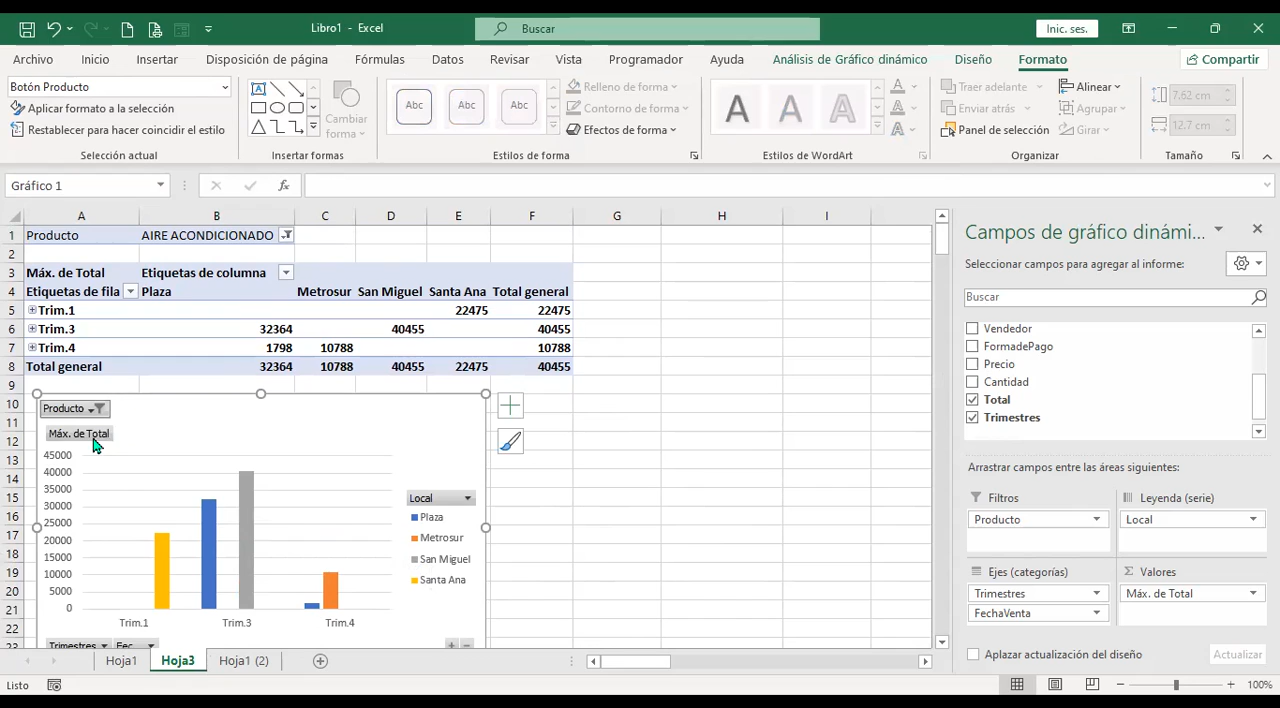 Libro1 - Excel
Buscar
Inic. ses.
Archivo Inicio Insertar Disposición de página Fórmulas Datos Revisar Vista Programador Ayuda Análisis de Gráfico dinámico Diseño Formato Compartir
Botón Producto
Aplicar formato a la selección
Restablecer para hacer coincidir el estilo
Selección actual
Cambiar
forma
Insertar formas
Abc Abc Abc
Relleno de forma
Contorno de forma
Efectos de forma
Estilos de forma
A A A
Estilos de WordArt
Traer adelante
Enviar atrás
Panel de selección
Alinear
Agrupar
Girar
Organizar
7.62 cm
12.7 cm
Tamaño
Gráfico 1
fx
A B C D E F G H I
1 Producto AIRE ACONDICIONADO
2
3 Máx. de Total Etiquetas de columna
4 Etiquetas de fila Plaza Metrosur San Miguel Santa Ana Total general
5 Trim.1 22475 22475
6 Trim.3 32364 40455 40455
7 Trim.4 1798 10788 10788
8 Total general 32364 10788 40455 22475 40455
9
10
11
12
13
14
15
16
17
18
19
20
21
22
23
Producto
Máx. de Total
45000
40000
35000
30000
25000
20000
15000
10000
5000
0
Trim.1 Trim.3 Trim.4
Local
Plaza
Metrosur
San Miguel
Santa Ana
Trimestres Fec...
Campos de gráfico dinámi...
Seleccionar campos para agregar al informe:
Buscar
Vendedor
FormadePago
Precio
Cantidad
Total
Trimestres
Arrastrar campos entre las áreas siguientes:
Filtros
Producto
Leyenda (serie)
Local
Ejes (categorías)
Trimestres
FechaVenta
Σ Valores
Máx. de Total
Aplazar actualización del diseño
Actualizar
Hoja1 Hoja3 Hoja1 (2)
Listo
100%